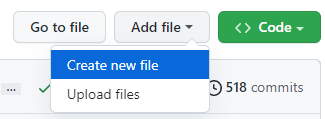 Go to file
Add file
Code
Create new file
Upload files
...
518 commits